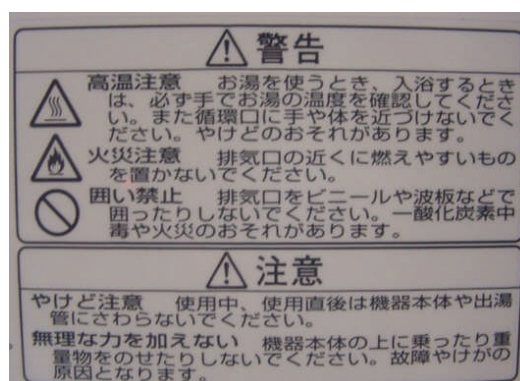 警告
高温注意 お湯を使うとき、入浴するとき
は、必ず手でお湯の温度を確認してくださ
い。また循環口に手や体を近づけないでく
ださい。やけどのおそれがあります。
火災注意 排気口の近くに燃えやすいもの
を置かないでください。
囲い禁止 排気口をビニールや波板などで
囲ったりしないでください。一酸化炭素中
毒や火災のおそれがあります。
注意
やけど注意 使用中、使用直後は機器本体や出湯
管にさわらないでください。
無理な力を加えない 機器本体の上に乗ったり重
量物をのせたりしないでください。故障やけがの
原因となります。